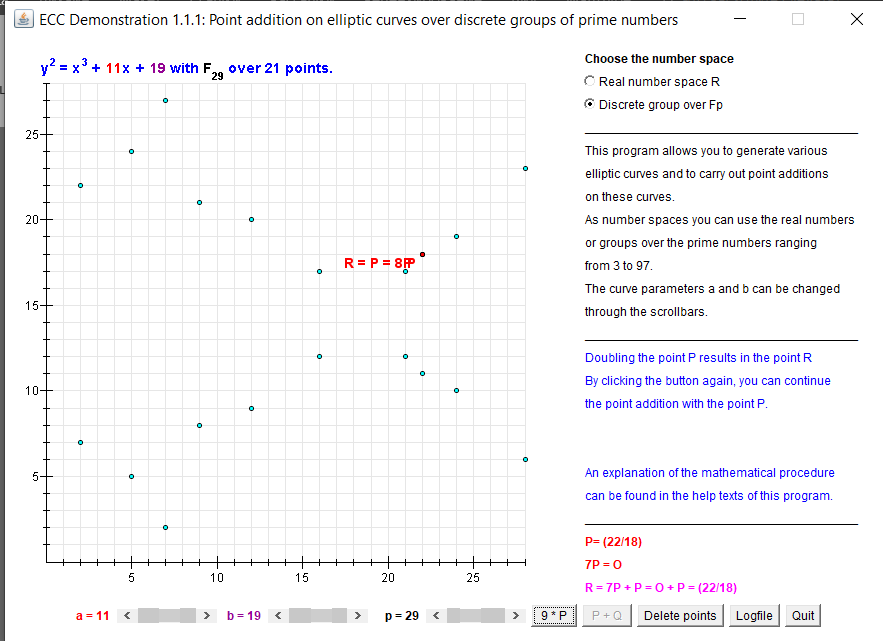 ECC Demonstration 1.1.1: Point addition on elliptic curves over discrete groups of prime numbers
y² = x³ + 11x + 19 with F₂₉ over 21 points.
25
20
15
10
5
5
10
15
20
25
R = P = 8P
Choose the number space
Real number space R
Discrete group over Fp
This program allows you to generate various
elliptic curves and to carry out point additions
on these curves.
As number spaces you can use the real numbers
or groups over the prime numbers ranging
from 3 to 97.
The curve parameters a and b can be changed
through the scrollbars.
Doubling the point P results in the point R
By clicking the button again, you can continue
the point addition with the point P.
An explanation of the mathematical procedure
can be found in the help texts of this program.
P= (22/18)
7P = O
R = 7P + P = O + P = (22/18)
a = 11
b = 19
p = 29
9 * P
P + Q
Delete points
Logfile
Quit